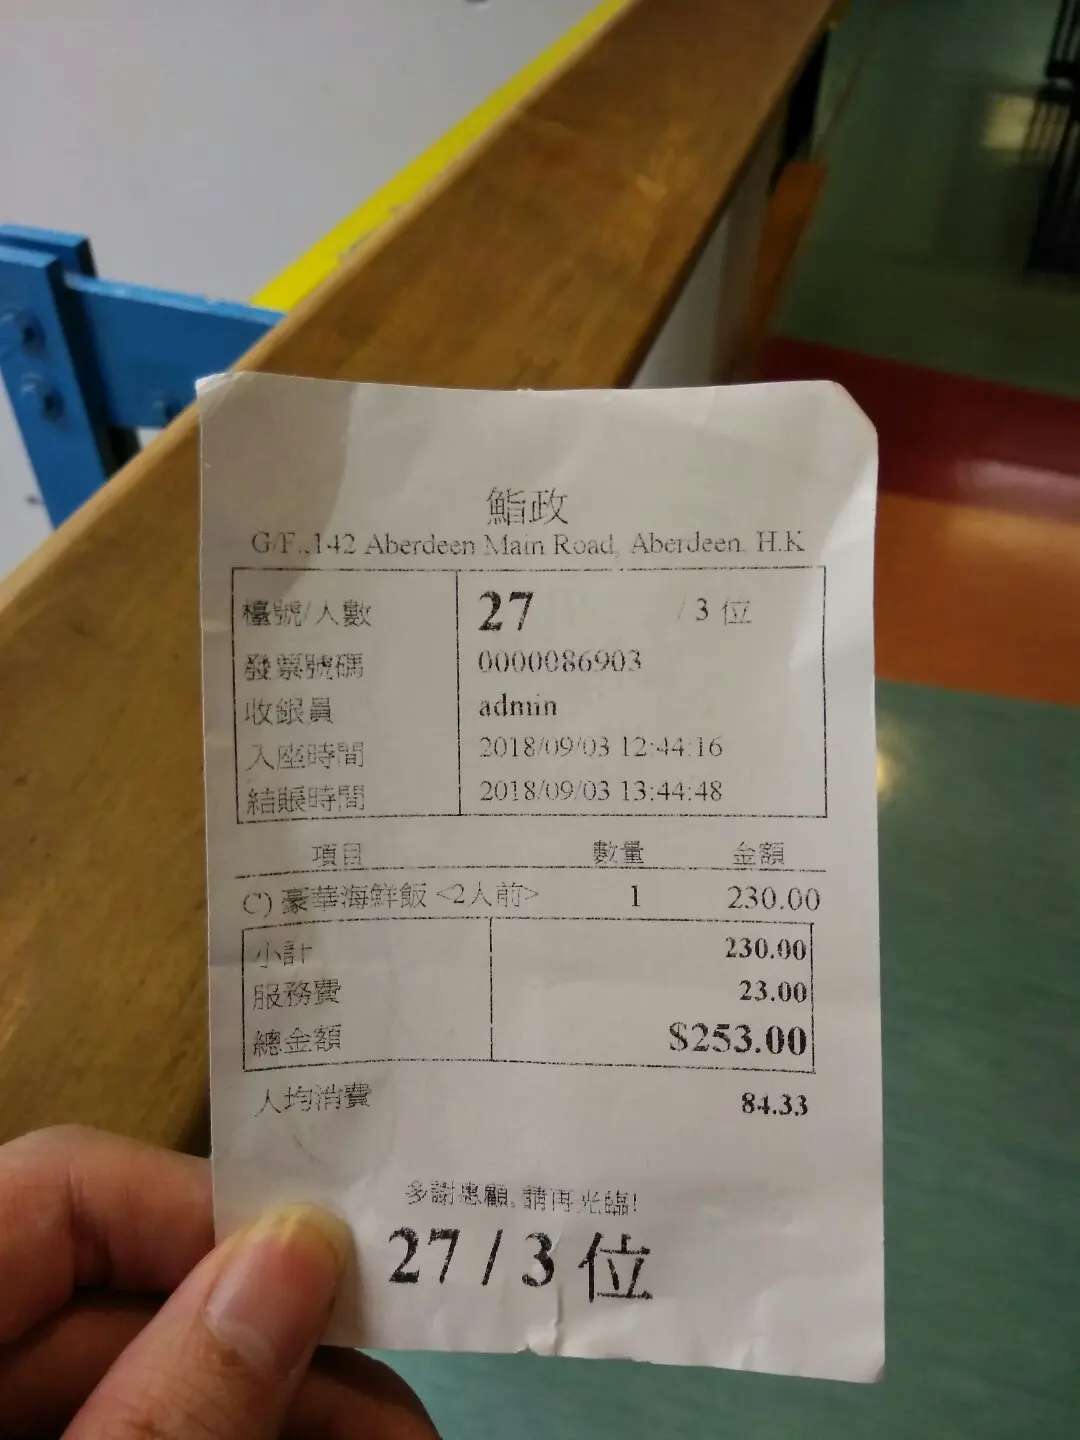 鮨政
G/F.,142 Aberdeen Main Road, Aberdeen, H.K
檯號/人數 27 / 3 位
發票號碼 0000086903
收銀員 admin
入座時間 2018/09/03 12:44:16
結賬時間 2018/09/03 13:44:48
項目 數量 金額
C) 豪華海鮮飯 <2人前> 1 230.00
小計 230.00
服務費 23.00
總金額 $253.00
人均消費 84.33
多謝惠顧,請再光臨!
27 / 3 位